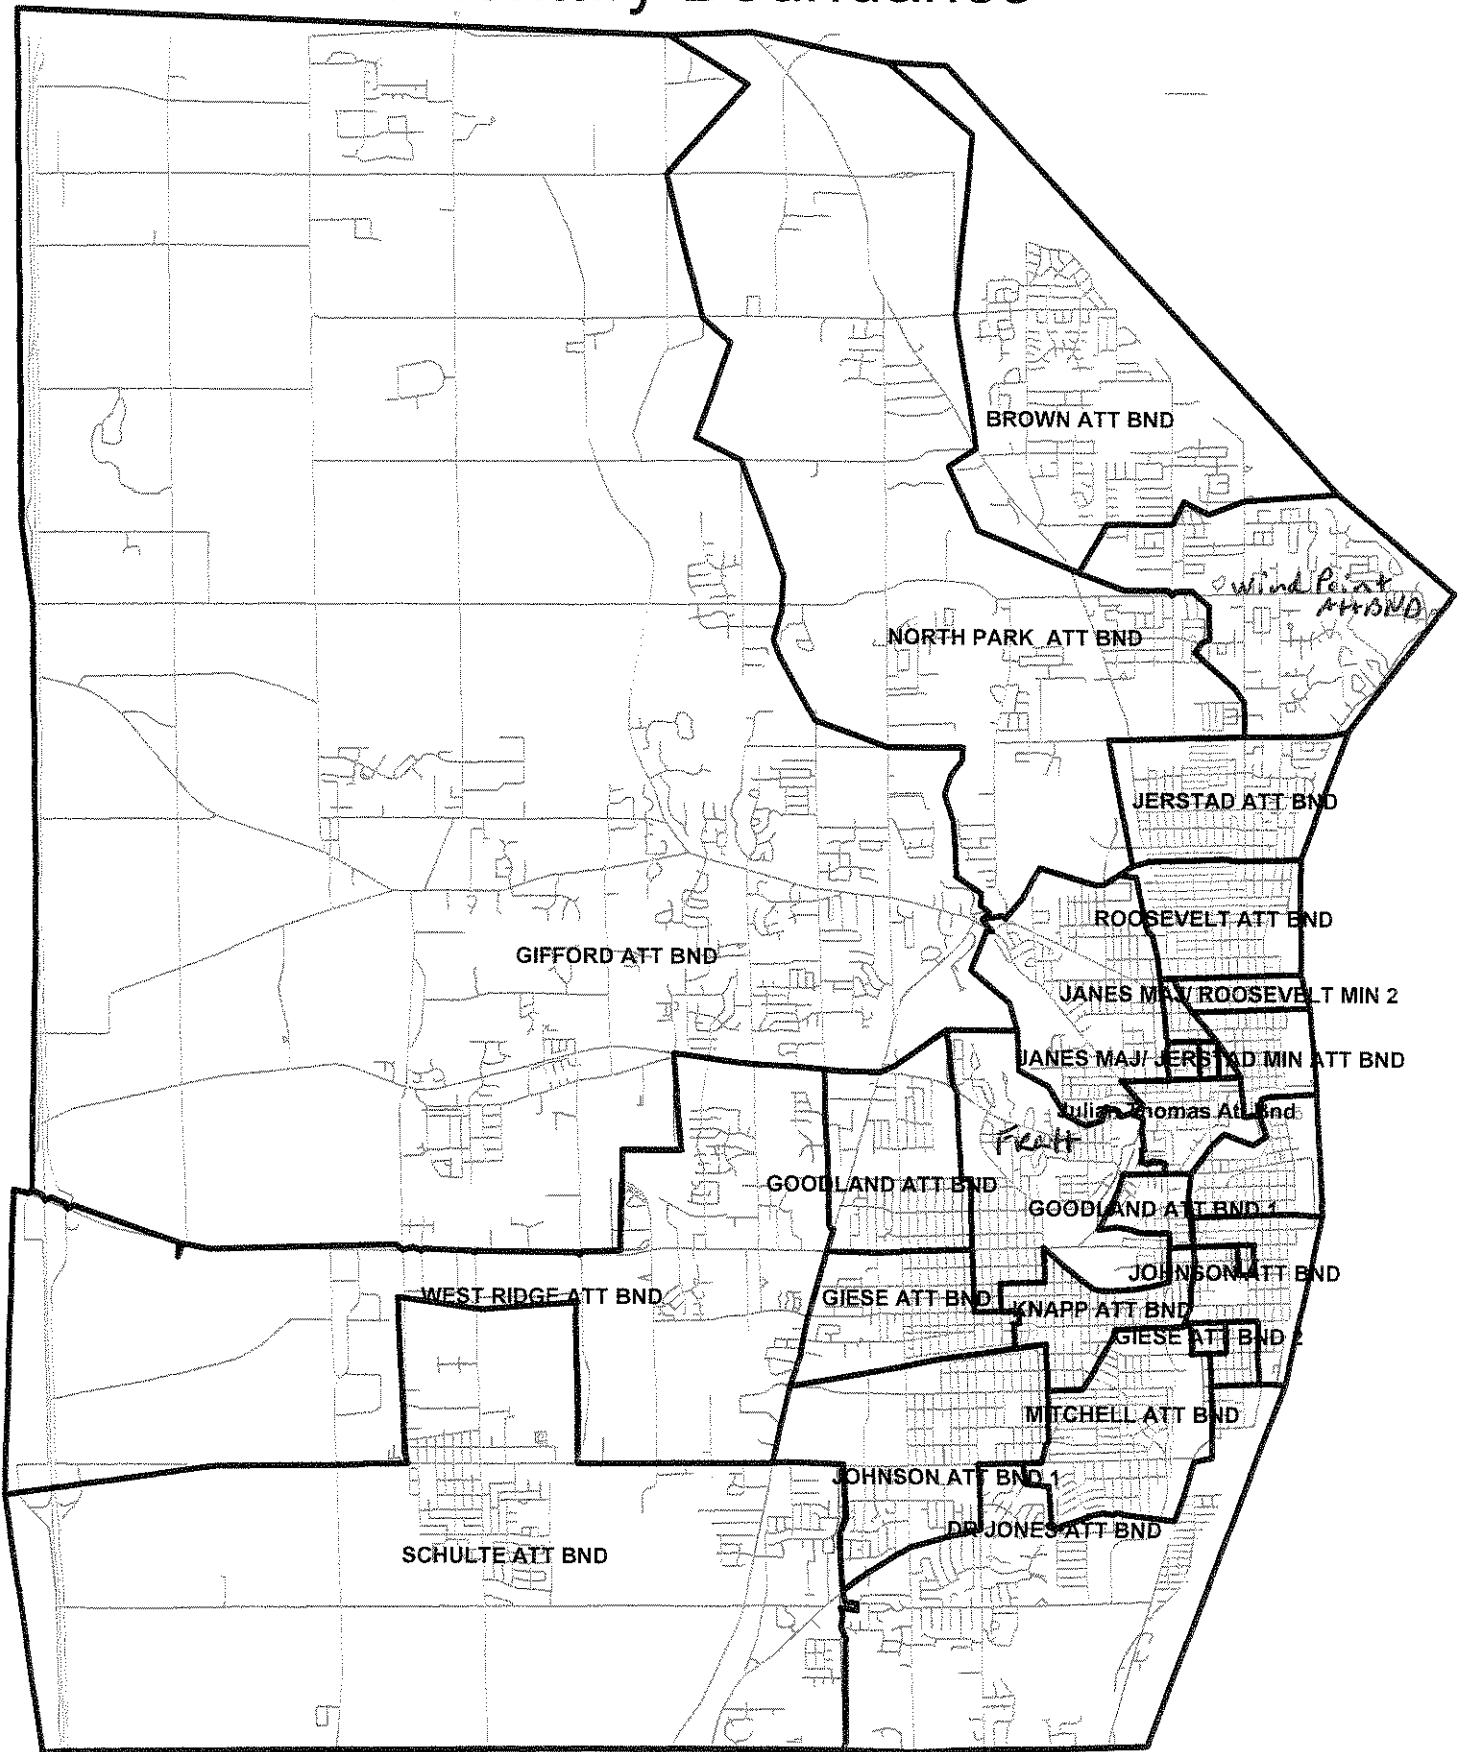 Boundaries
BROWN ATT BND
Wind Point
Att BND
NORTH PARK ATT BND
JERSTAD ATT BND
ROOSEVELT ATT BND
GIFFORD ATT BND
JANES MAJ/ ROOSEVELT MIN 2
JANES MAJ/ JERSTAD MIN ATT BND
Julian Thomas Att Bnd
Fratt
GOODLAND ATT BND
GOODLAND ATT BND 1
JOHNSON ATT BND
WEST RIDGE ATT BND
GIESE ATT BND
KNAPP ATT BND
GIESE ATT BND 2
MITCHELL ATT BND
JOHNSON ATT BND 1
DR JONES ATT BND
SCHULTE ATT BND